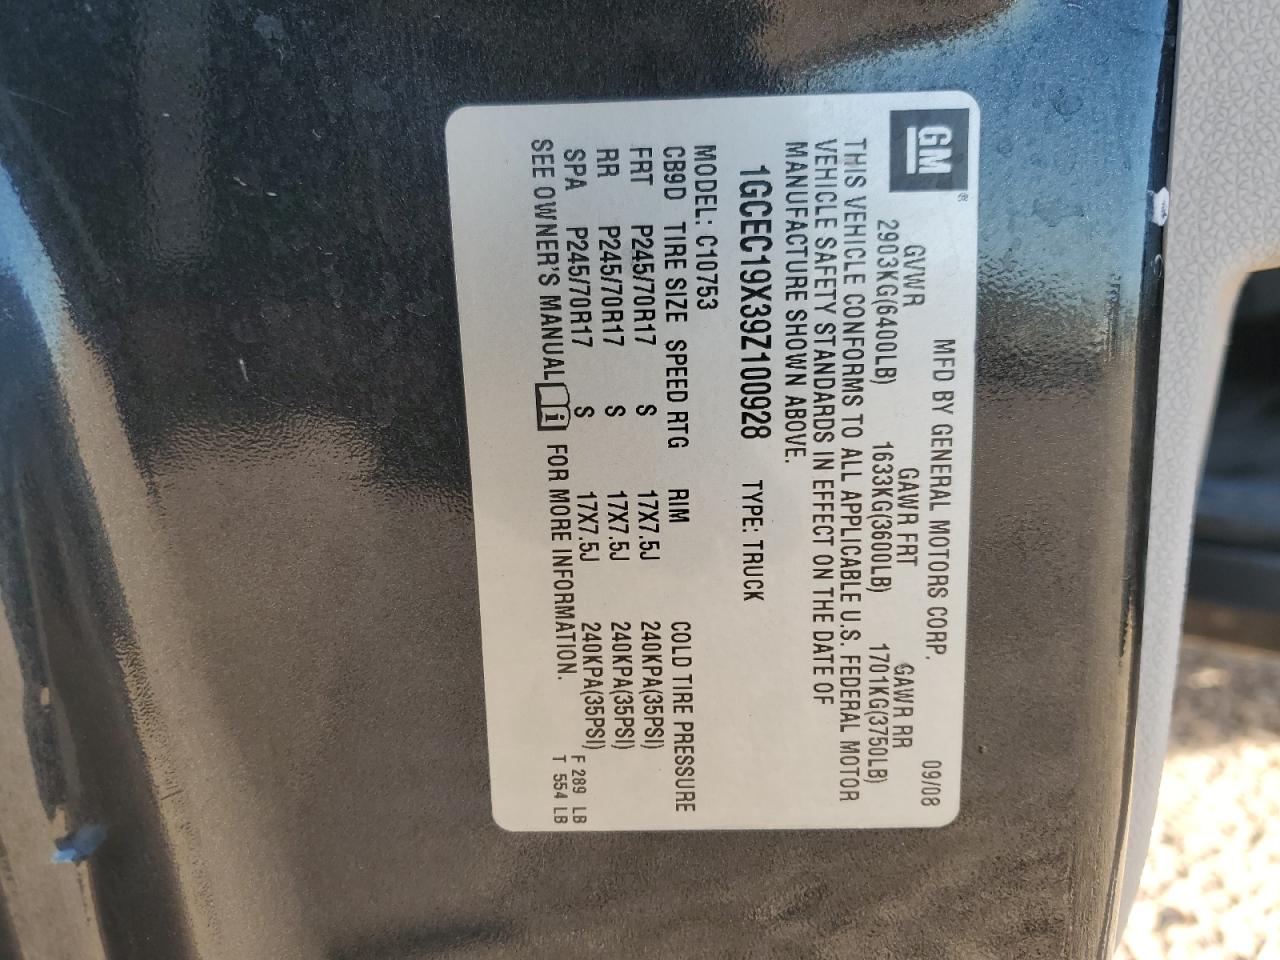 GM®
MFD BY GENERAL MOTORS CORP. 09/08
GVWR GAWR FRT GAWR RR
2903KG(6400LB) 1633KG(3600LB) 1701KG(3750LB)
THIS VEHICLE CONFORMS TO ALL APPLICABLE U.S. FEDERAL MOTOR
VEHICLE SAFETY STANDARDS IN EFFECT ON THE DATE OF
MANUFACTURE SHOWN ABOVE.
1GCEC19X39Z100928 TYPE: TRUCK
MODEL: C10753
CB9D TIRE SIZE SPEED RTG RIM COLD TIRE PRESSURE
FRT P245/70R17 S 17X7.5J 240KPA(35PSI)
RR P245/70R17 S 17X7.5J 240KPA(35PSI)
SPA P245/70R17 S 17X7.5J 240KPA(35PSI) F 289 LB
SEE OWNER'S MANUAL i FOR MORE INFORMATION. T 554 LB